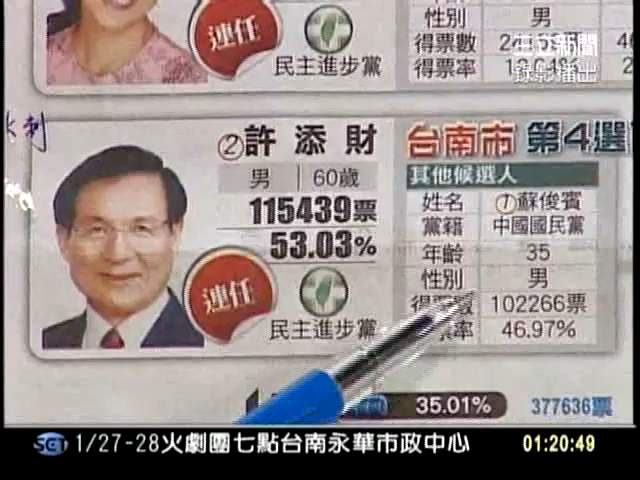 連任
民主進步黨
性別 男
得票數
得票率
三立新聞
錄影播出
②許添財
男 60歲
115439票
53.03%
連任
民主進步黨
台南市 第4選
其他候選人
姓名 ①蘇俊賓
黨籍 中國國民黨
年齡 35
性別 男
得 數 102266票
票率 46.97%
35.01% 377636票
SET 1/27-28火劇團七點台南永華市政中心 01:20:49